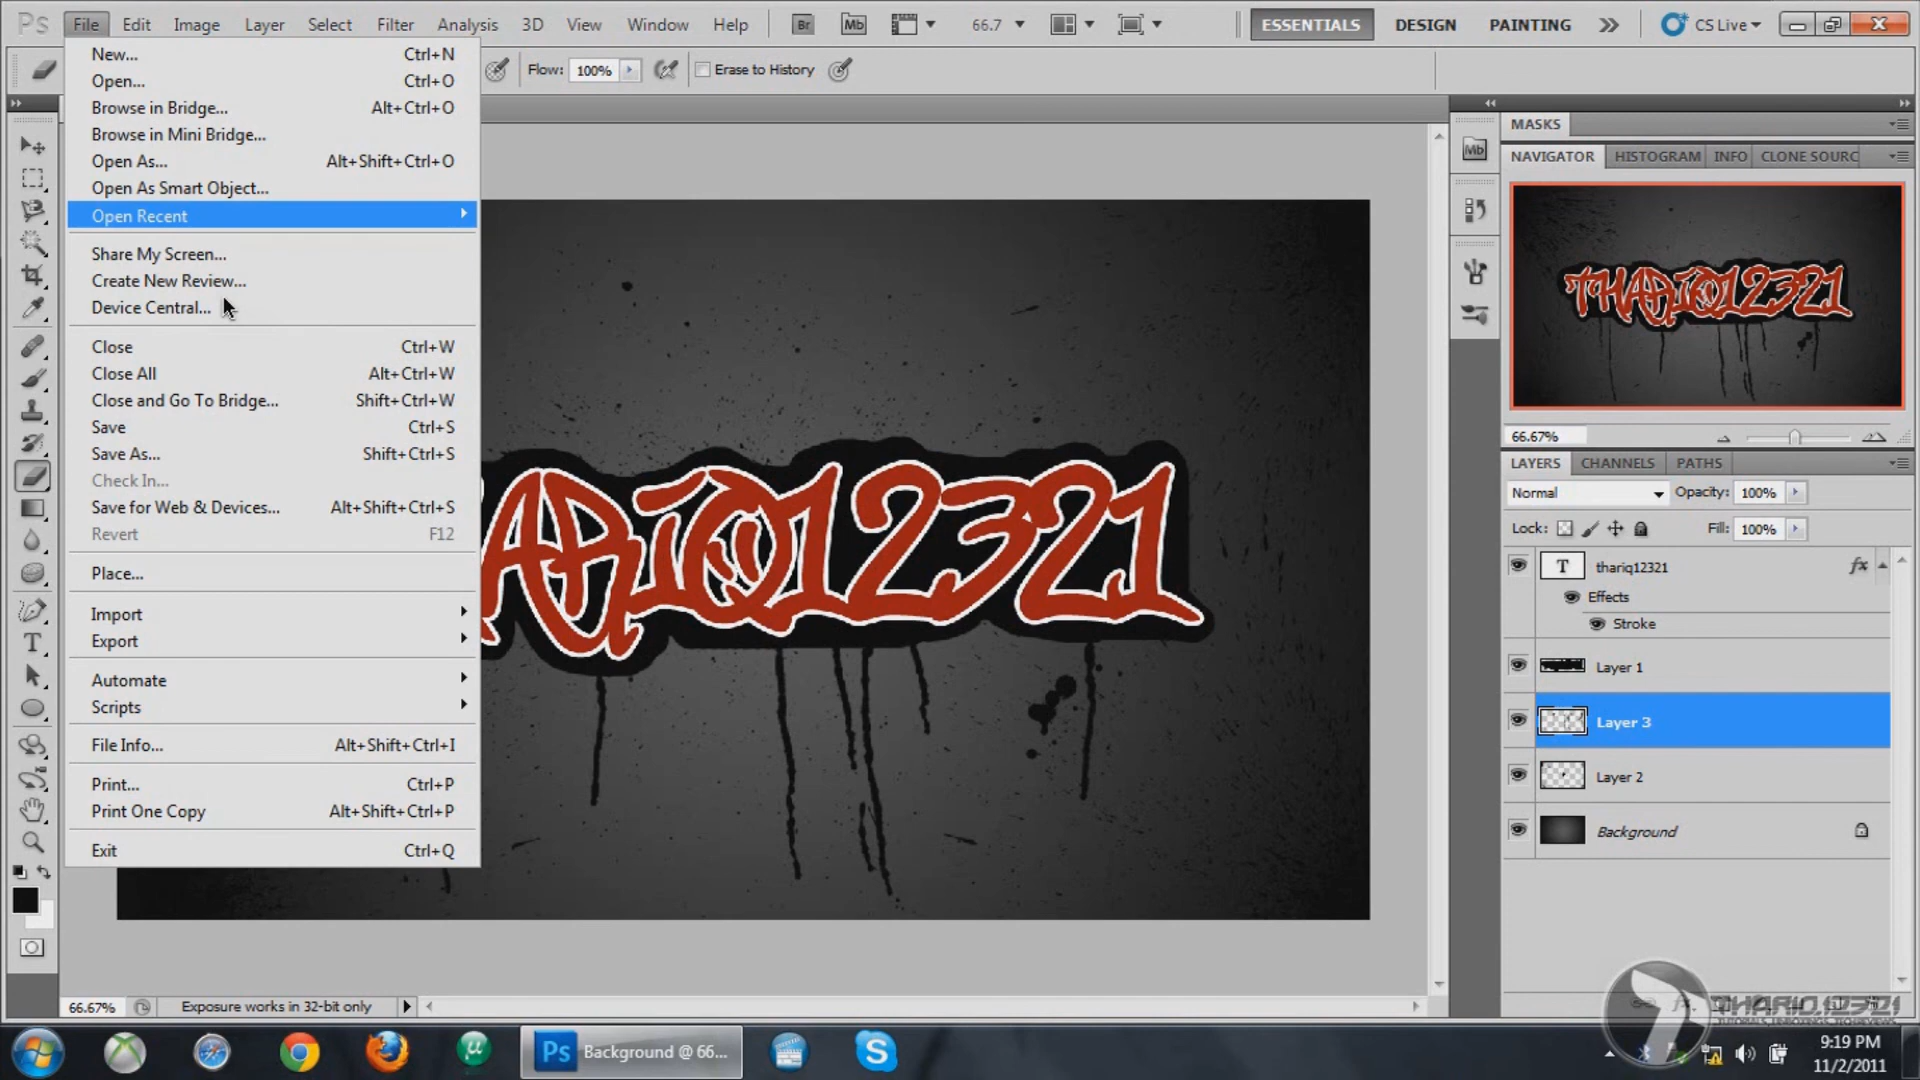 Ps File Edit Image Layer Select Filter Analysis 3D View Window Help Br Mb 66.7 ESSENTIALS DESIGN PAINTING CS Live
Flow: 100% Erase to History
New... Ctrl+N
Open... Ctrl+O
Browse in Bridge... Alt+Ctrl+O
Browse in Mini Bridge...
Open As... Alt+Shift+Ctrl+O
Open As Smart Object...
Open Recent
Share My Screen...
Create New Review...
Device Central...
Close Ctrl+W
Close All Alt+Ctrl+W
Close and Go To Bridge... Shift+Ctrl+W
Save Ctrl+S
Save As... Shift+Ctrl+S
Check In...
Save for Web & Devices... Alt+Shift+Ctrl+S
Revert F12
Place...
Import
Export
Automate
Scripts
File Info... Alt+Shift+Ctrl+I
Print... Ctrl+P
Print One Copy Alt+Shift+Ctrl+P
Exit Ctrl+Q
ARiQ12321
Mb
MASKS
NAVIGATOR HISTOGRAM INFO CLONE SOURC
THARiQ12321
66.67%
LAYERS CHANNELS PATHS
Normal Opacity: 100%
Lock: Fill: 100%
T thariq12321 fx
Effects
Stroke
Layer 1
Layer 3
Layer 2
Background
66.67% Exposure works in 32-bit only
THARIQ12321
TUTORIALS, UNBOXINGS, TECH REVIEWS
Ps Background @ 66...
9:19 PM
11/2/2011